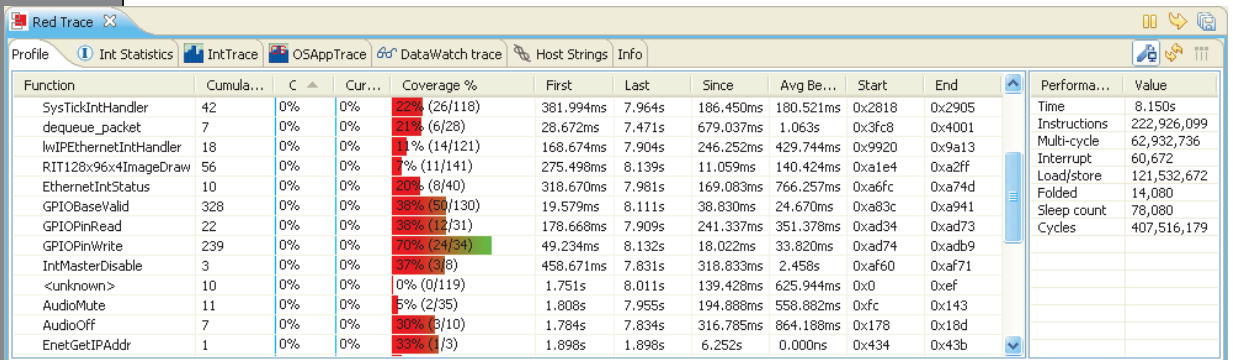 Red Trace
Profile Int Statistics IntTrace OSAppTrace DataWatch trace Host Strings Info
Function Cumula... C Cur... Coverage % First Last Since Avg Be... Start End Performa... Value
SysTickIntHandler 42 0% 0% 22% (26/118) 381.994ms 7.964s 186.450ms 180.521ms 0x2818 0x2905 Time 8.150s
dequeue_packet 7 0% 0% 21% (6/28) 28.672ms 7.471s 679.037ms 1.063s 0x3fc8 0x4001 Instructions 222,926,099
lwIPEthernetIntHandler 18 0% 0% 11% (14/121) 168.674ms 7.904s 246.252ms 429.744ms 0x9920 0x9a13 Multi-cycle 62,932,736
RIT128x96x4ImageDraw 56 0% 0% 7% (11/141) 275.498ms 8.139s 11.059ms 140.424ms 0xa1e4 0xa2ff Interrupt 60,672
EthernetIntStatus 10 0% 0% 20% (8/40) 318.670ms 7.981s 169.083ms 766.257ms 0xa6fc 0xa74d Load/store 121,532,672
GPIOBaseValid 328 0% 0% 38% (50/130) 19.579ms 8.111s 38.830ms 24.670ms 0xa83c 0xa941 Folded 14,080
GPIOPinRead 22 0% 0% 38% (12/31) 178.668ms 7.909s 241.337ms 351.378ms 0xad34 0xad73 Sleep count 78,080
GPIOPinWrite 239 0% 0% 70% (24/34) 49.234ms 8.132s 18.022ms 33.820ms 0xad74 0xadb9 Cycles 407,516,179
IntMasterDisable 3 0% 0% 37% (3/8) 458.671ms 7.831s 318.833ms 2.458s 0xaf60 0xaf71
<unknown> 10 0% 0% 0% (0/119) 1.751s 8.011s 139.428ms 625.944ms 0x0 0xef
AudioMute 11 0% 0% 5% (2/35) 1.808s 7.955s 194.888ms 558.882ms 0xfc 0x143
AudioOff 7 0% 0% 30% (3/10) 1.784s 7.834s 316.785ms 864.188ms 0x178 0x18d
EnetGetIPAddr 1 0% 0% 33% (1/3) 1.898s 1.898s 6.252s 0.000ns 0x434 0x43b